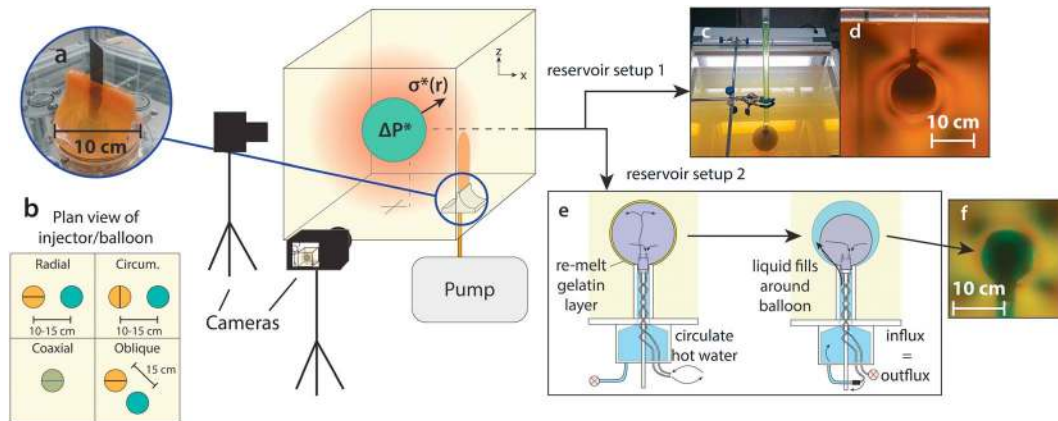 a
10 cm
b
Plan view of
injector/balloon
Radial
Circum.
10-15 cm
10-15 cm
Coaxial
Oblique
15 cm
Cameras
z
x
σ*(r)
ΔP*
Pump
reservoir setup 1
reservoir setup 2
c
d
10 cm
e
re-melt
gelatin
layer
circulate
hot water
liquid fills
around
balloon
influx
=
outflux
f
10 cm